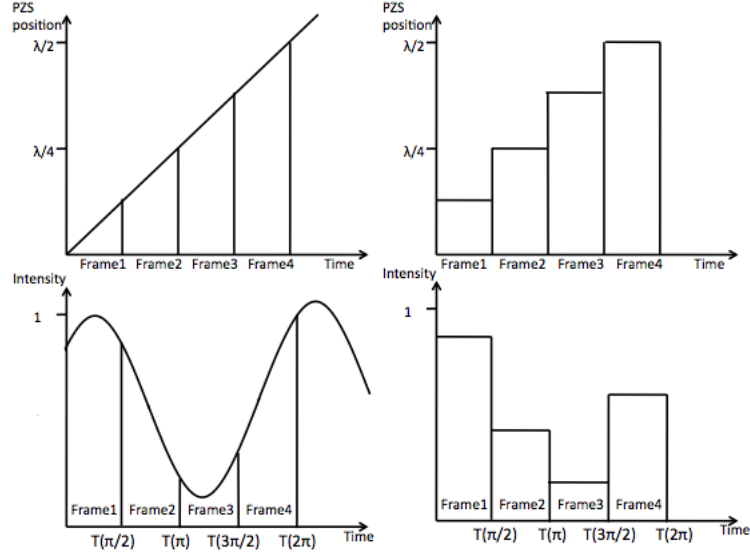 PZS
position
λ/2
λ/4
Frame1 Frame2 Frame3 Frame4 Time
PZS
position
λ/2
λ/4
Frame1 Frame2 Frame3 Frame4 Time
Intensity
1
Frame1 Frame2 Frame3 Frame4
T(π/2) T(π) T(3π/2) T(2π) Time
Intensity
1
Frame1 Frame2 Frame3 Frame4
T(π/2) T(π) T(3π/2) T(2π) Time